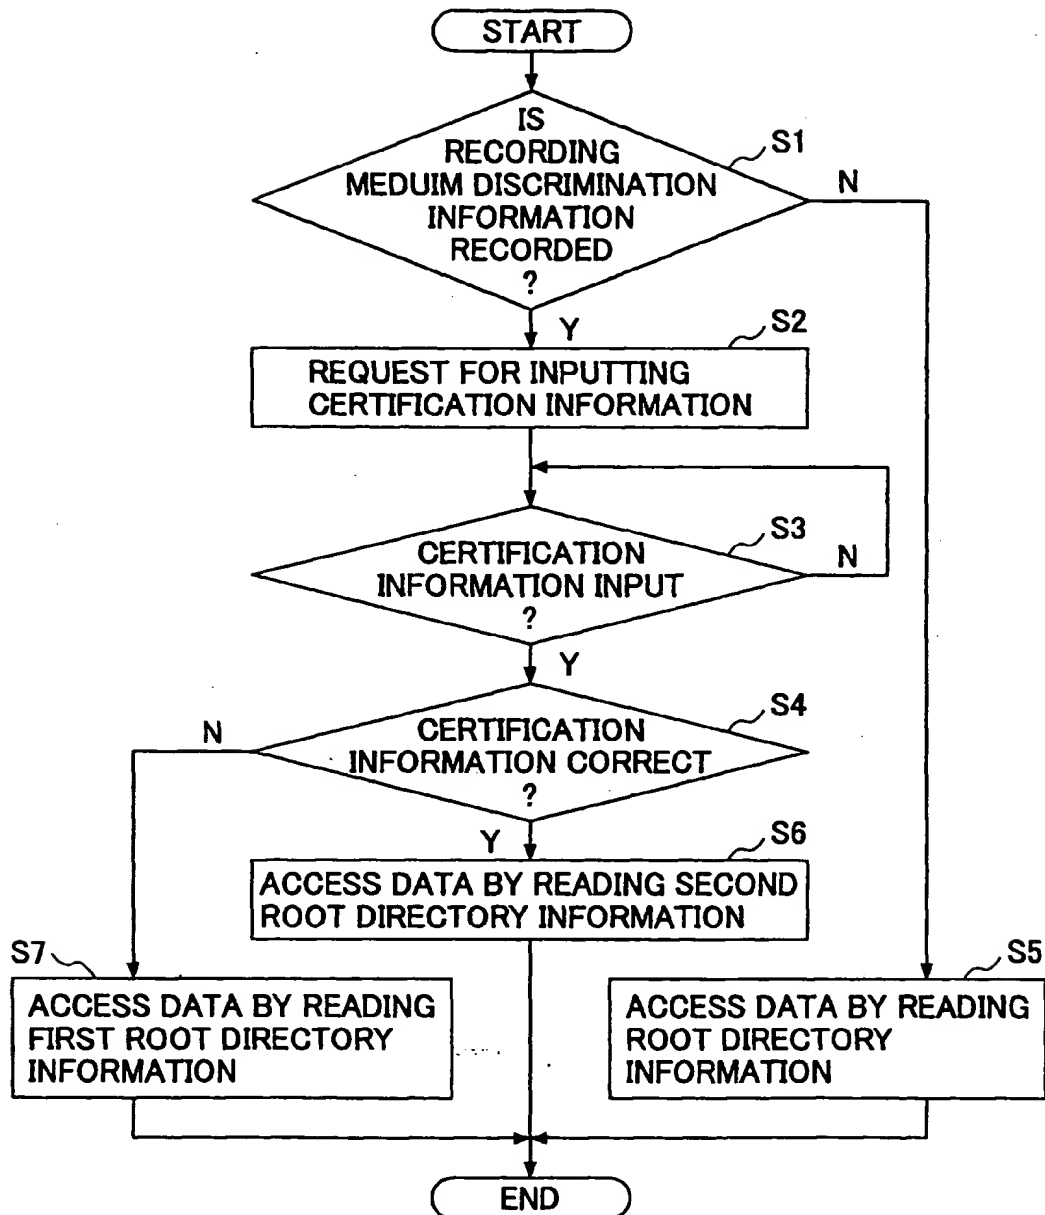 START
IS
RECORDING
MEDUIM DISCRIMINATION
INFORMATION
RECORDED
?
S1
N
Y
S2
REQUEST FOR INPUTTING
CERTIFICATION INFORMATION
S3
CERTIFICATION
INFORMATION INPUT
?
N
Y
S4
CERTIFICATION
INFORMATION CORRECT
?
N
Y
S6
ACCESS DATA BY READING SECOND
ROOT DIRECTORY INFORMATION
S7
ACCESS DATA BY READING
FIRST ROOT DIRECTORY
INFORMATION
S5
ACCESS DATA BY READING
ROOT DIRECTORY
INFORMATION
END